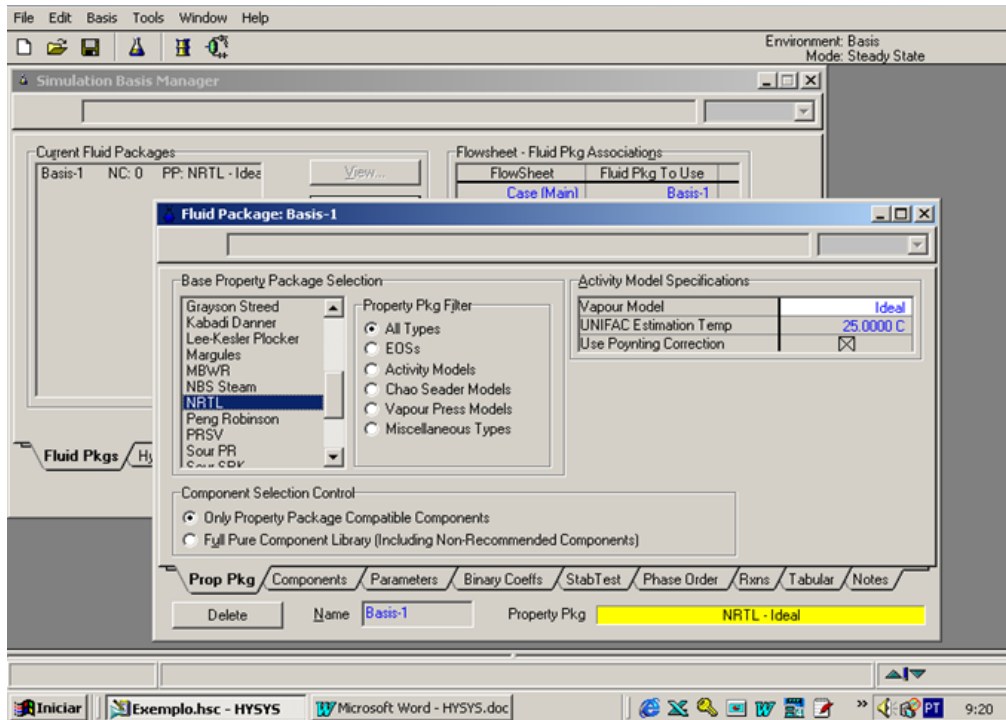 File Edit Basis Tools Window Help
Environment: Basis
Mode: Steady State
Simulation Basis Manager
Current Fluid Packages
Basis-1 NC: 0 PP: NRTL - Idea
View...
Flowsheet - Fluid Pkg Associations
FlowSheet Fluid Pkg To Use
Case (Main) Basis-1
Fluid Pkgs Hy
Fluid Package: Basis-1
Base Property Package Selection
Grayson Streed
Kabadi Danner
Lee-Kesler Plocker
Margules
MBWR
NBS Steam
NRTL
Peng Robinson
PRSV
Sour PR
Sour SRK
Property Pkg Filter
All Types
EOSs
Activity Models
Chao Seader Models
Vapour Press Models
Miscellaneous Types
Activity Model Specifications
Vapour Model Ideal
UNIFAC Estimation Temp 25.0000 C
Use Poynting Correction
Component Selection Control
Only Property Package Compatible Components
Full Pure Component Library (Including Non-Recommended Components)
Prop Pkg Components Parameters Binary Coeffs StabTest Phase Order Rxns Tabular Notes
Delete Name Basis-1 Property Pkg NRTL - Ideal
Iniciar Exemplo.hsc - HYSYS Microsoft Word - HYSYS.doc » PT 9:20